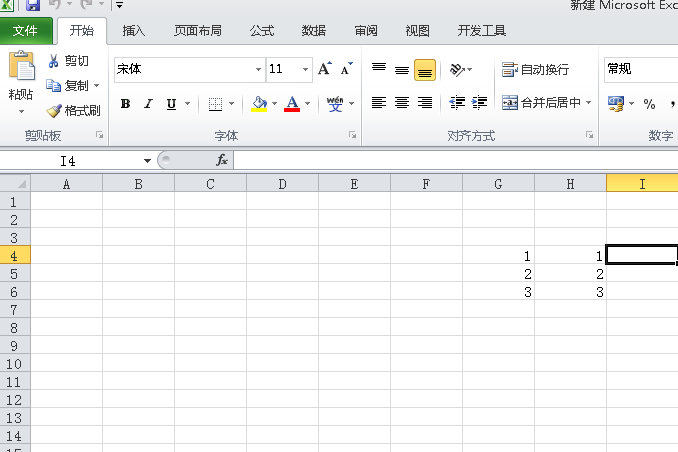 新建 Microsoft Exc
文件 开始 插入 页面布局 公式 数据 审阅 视图 开发工具
剪切 宋体 11 A A 自动换行 常规
粘贴 复制
格式刷 B I U A wén 文 合并后居中 % ,
剪贴板 字体 对齐方式 数字
I4 fx
A B C D E F G H I
1
2
3
4 1 1
5 2 2
6 3 3
7
8
9
10
11
12
13
14
15